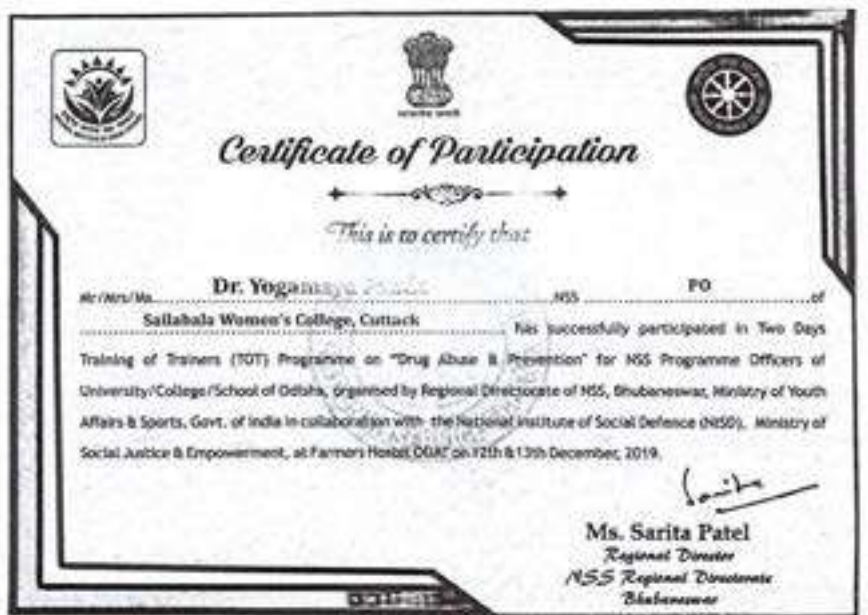 Certificate of Participation
This is to certify that
Mr/Mrs/Ms. Dr. Yogamaya NSS PO of
Sailabala Women's College, Cuttack has successfully participated in Two Days
Training of Trainers (TOT) Programme on "Drug Abuse & Prevention" for NSS Programme Officers of
University/College/School of Odisha, organised by Regional Directorate of NSS, Bhubaneswar, Ministry of Youth
Affairs & Sports, Govt. of India in collaboration with the National Institute of Social Defence (NISD), Ministry of
Social Justice & Empowerment, at Farmers Hostel OUAT on 12th & 13th December, 2019.
Sarita
Ms. Sarita Patel
Regional Director
NSS Regional Directorate
Bhubaneswar